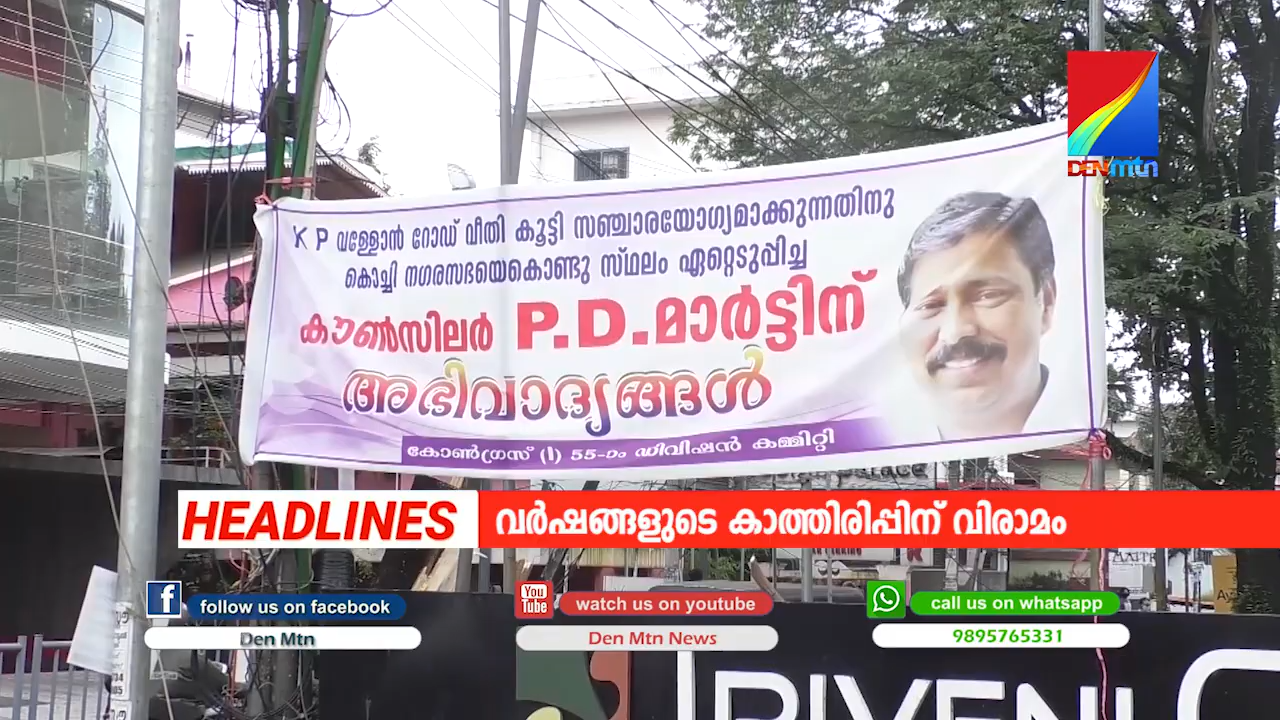 DEN mtn
K P വള്ളോൻ റോഡ് വീതി കൂട്ടി സഞ്ചാരയോഗ്യമാക്കുന്നതിനു
കൊച്ചി നഗരസഭയെകൊണ്ടു സ്ഥലം ഏറ്റെടുപ്പിച്ച
കൗൺസിലർ P.D.മാർട്ടിന്
അഭിവാദ്യങ്ങൾ
കോൺഗ്രസ് (I) 55-ാം ഡിവിഷൻ കമ്മിറ്റി
HEADLINES വർഷങ്ങളുടെ കാത്തിരിപ്പിന് വിരാമം
follow us on facebook
Den Mtn
You Tube watch us on youtube
Den Mtn News
call us on whatsapp
9895765331
TRIVENI